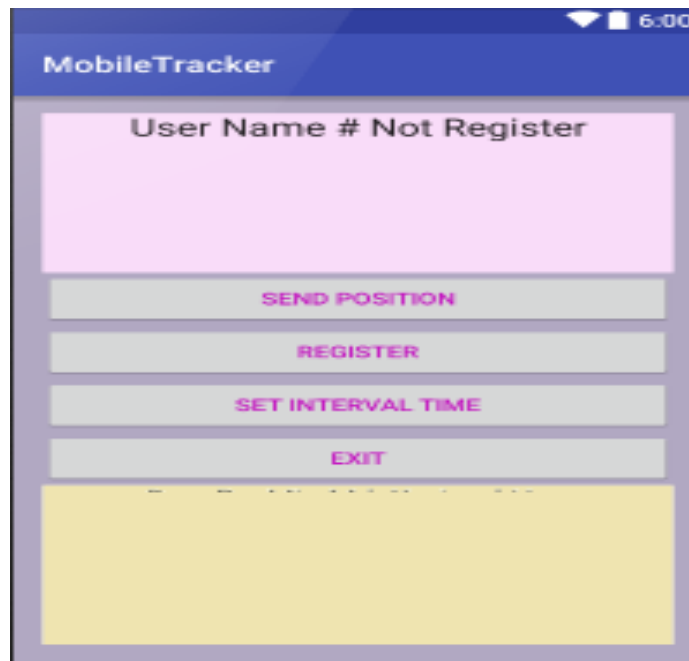 6:00
MobileTracker
User Name # Not Register
SEND POSITION
REGISTER
SET INTERVAL TIME
EXIT